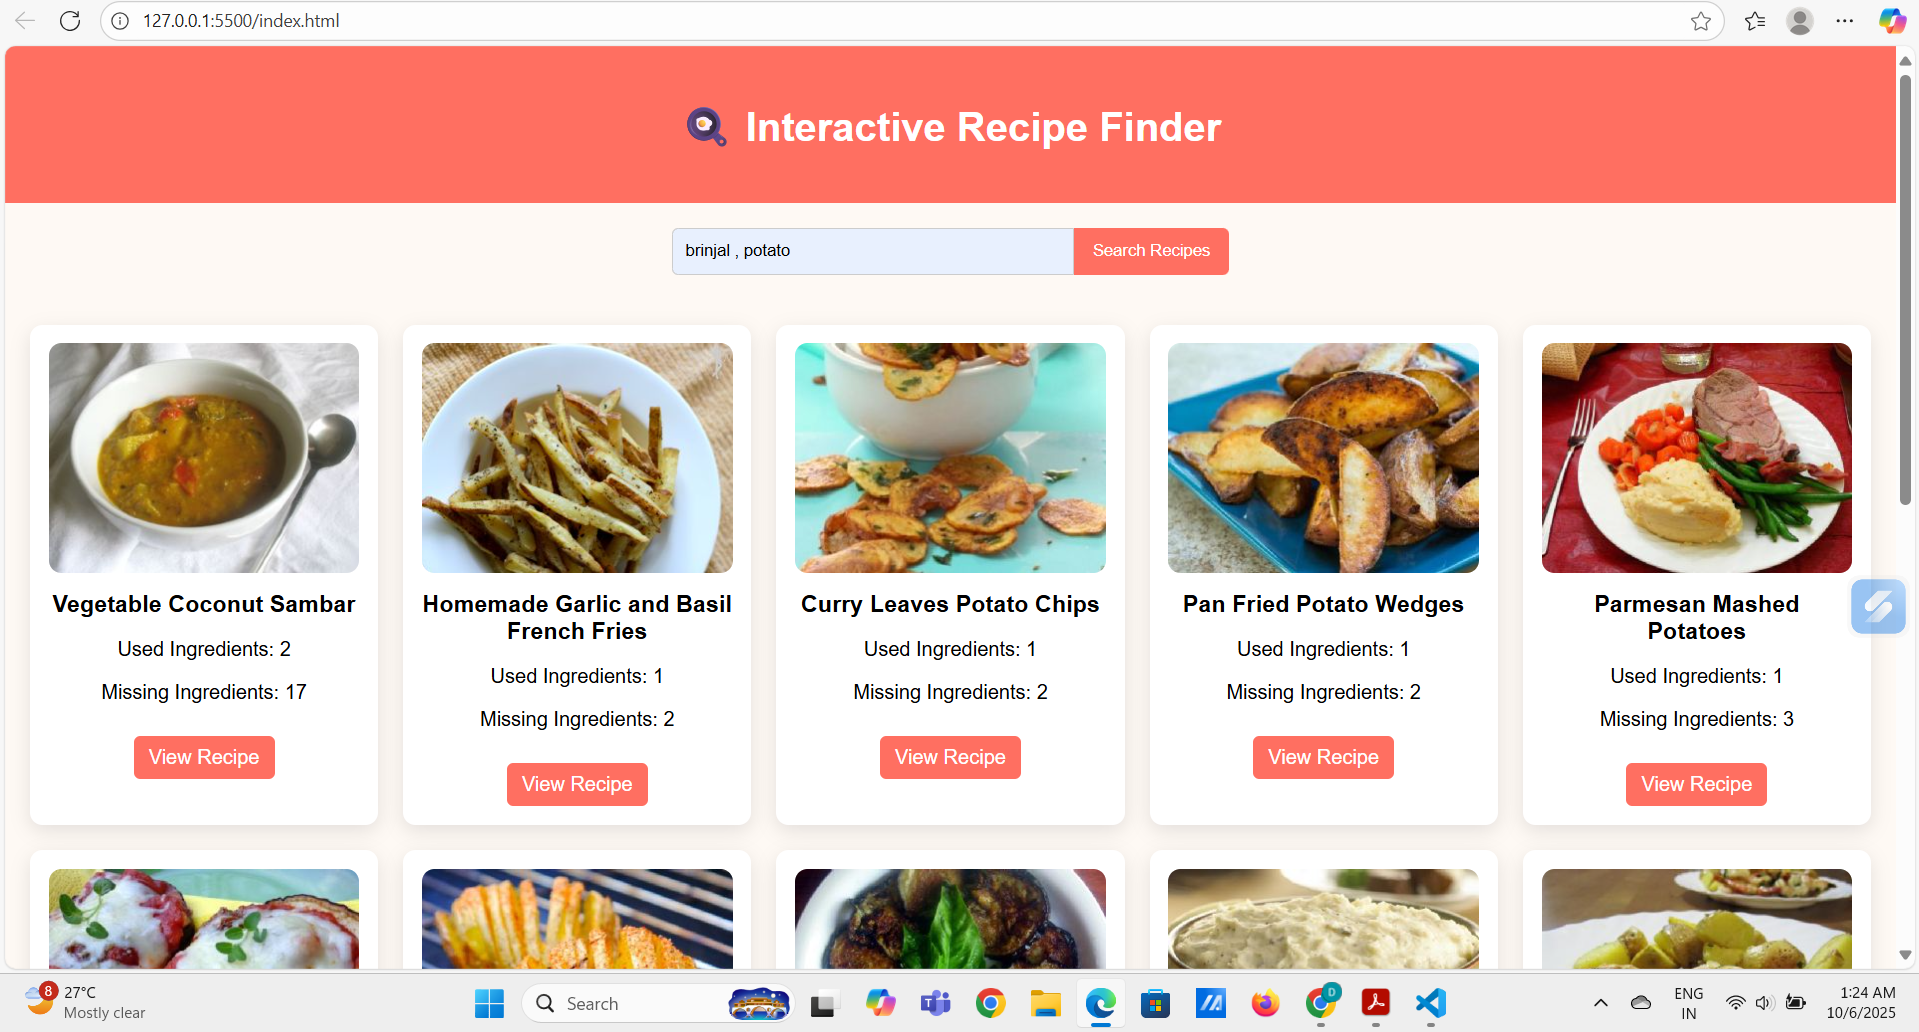 127.0.0.1:5500/index.html
Interactive Recipe Finder
brinjal , potato
Search Recipes
Vegetable Coconut Sambar
Used Ingredients: 2
Missing Ingredients: 17
View Recipe
Homemade Garlic and Basil
French Fries
Used Ingredients: 1
Missing Ingredients: 2
View Recipe
Curry Leaves Potato Chips
Used Ingredients: 1
Missing Ingredients: 2
View Recipe
Pan Fried Potato Wedges
Used Ingredients: 1
Missing Ingredients: 2
View Recipe
Parmesan Mashed
Potatoes
Used Ingredients: 1
Missing Ingredients: 3
View Recipe
8
27°C
Mostly clear
Search
D
ENG
IN
1:24 AM
10/6/2025